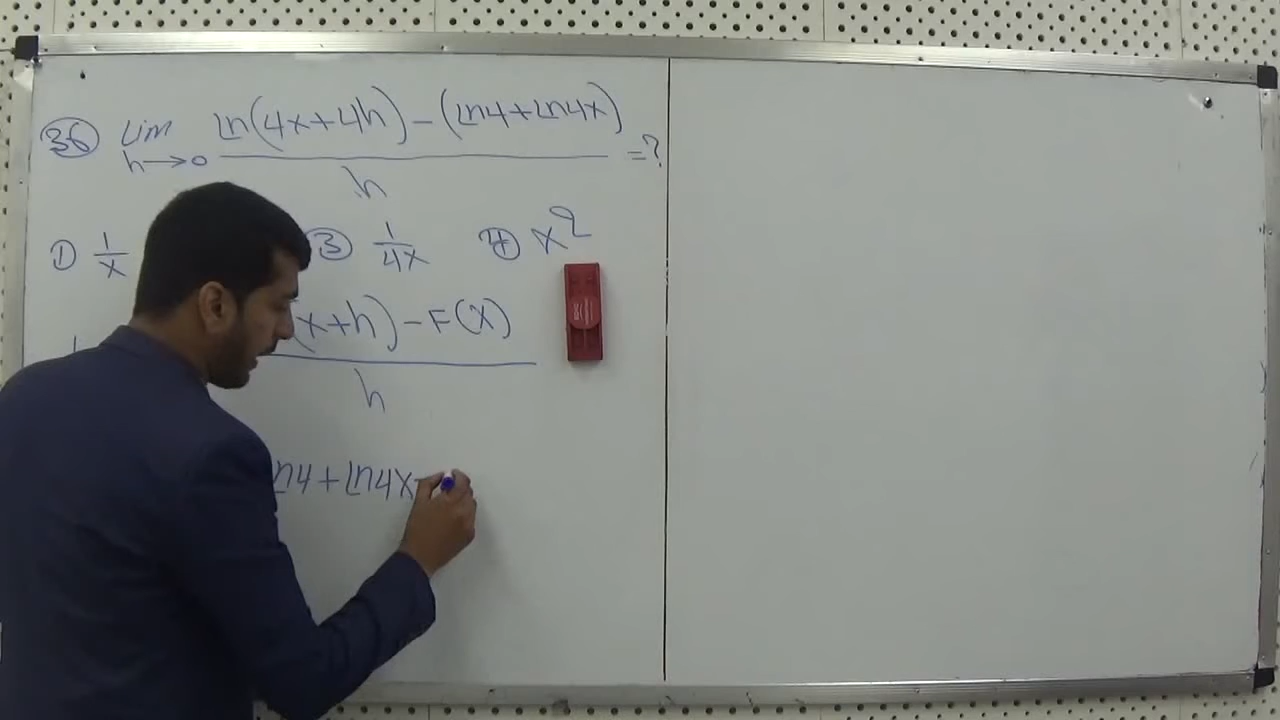 36 lim h→0 ln(4x+4h)-(ln4+ln4x) / h =?
1 1/x 3 1/4x 4 x²
x+h)-F(X) / h
ln4+ln4x